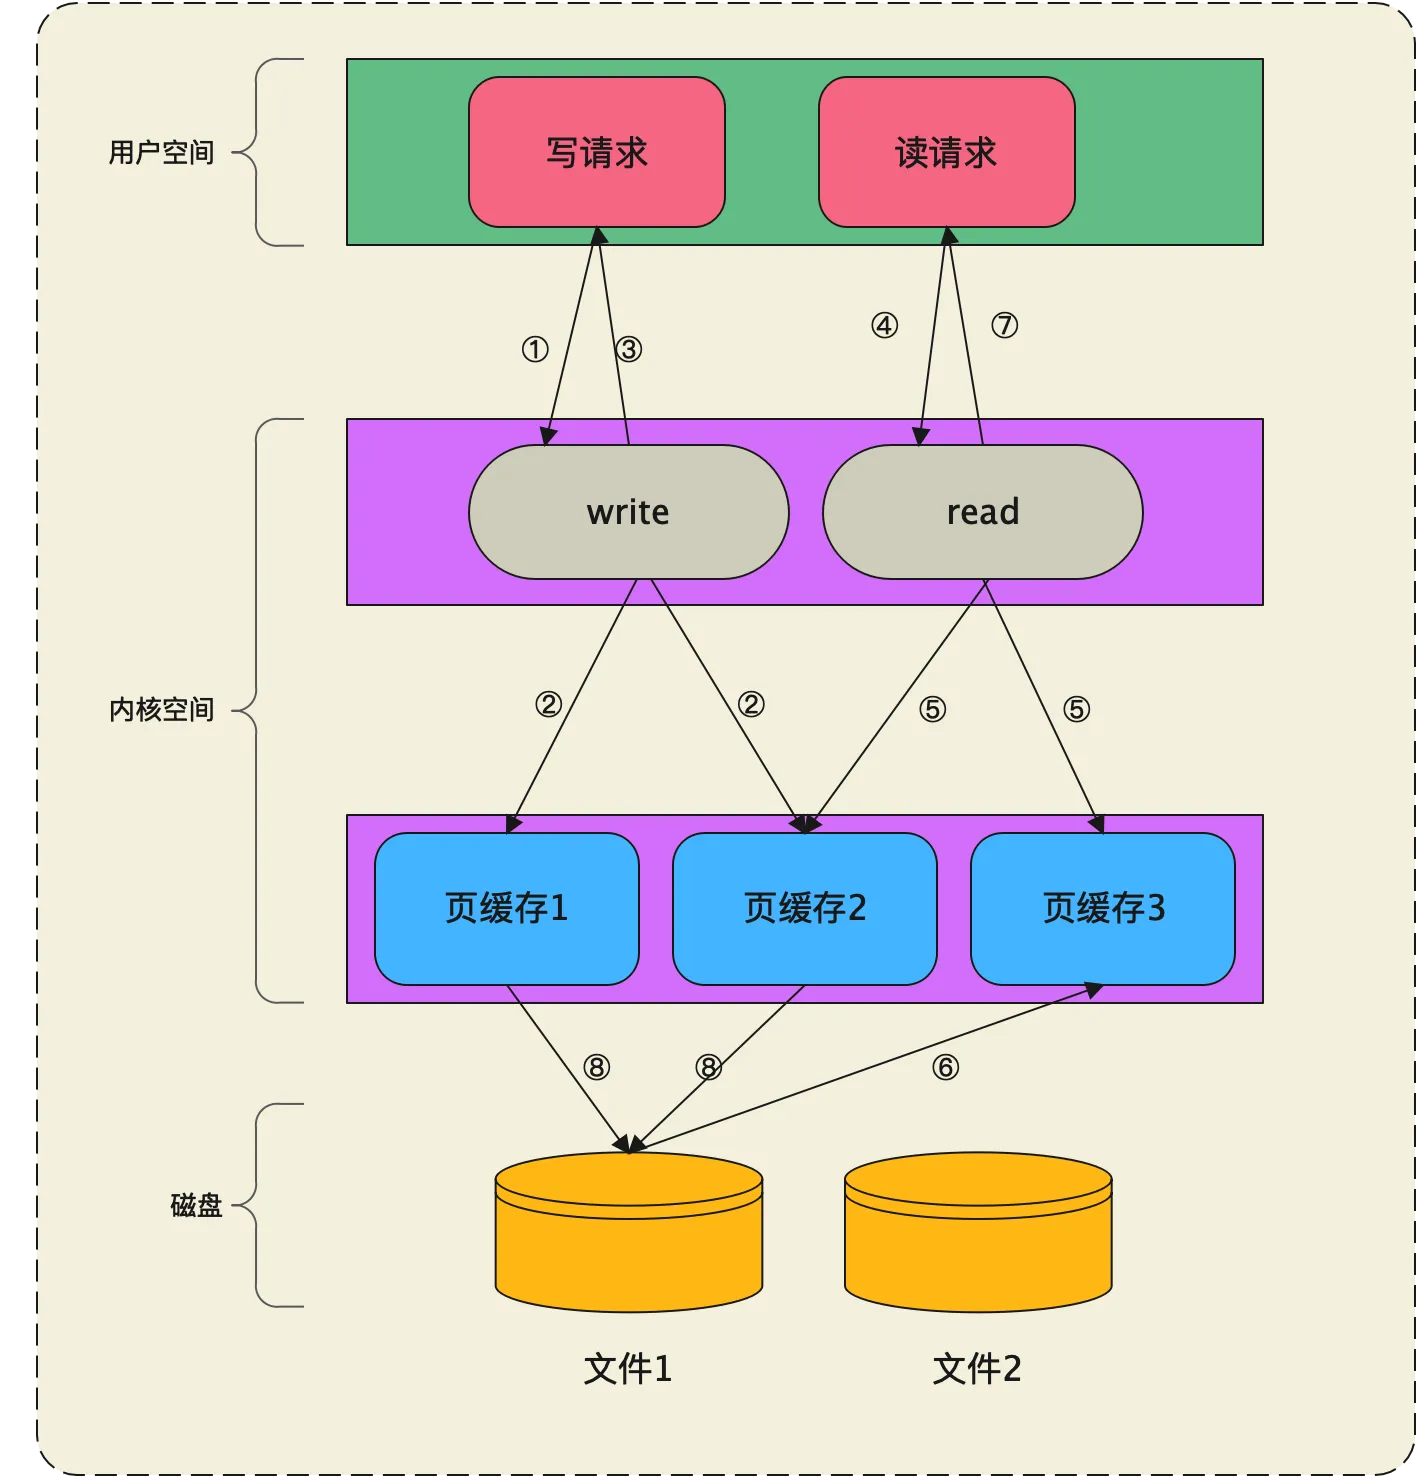 用户空间
写请求
读请求
①
③
④
⑦
内核空间
write
read
②
②
⑤
⑤
页缓存1
页缓存2
页缓存3
⑧
⑧
⑥
磁盘
文件1
文件2